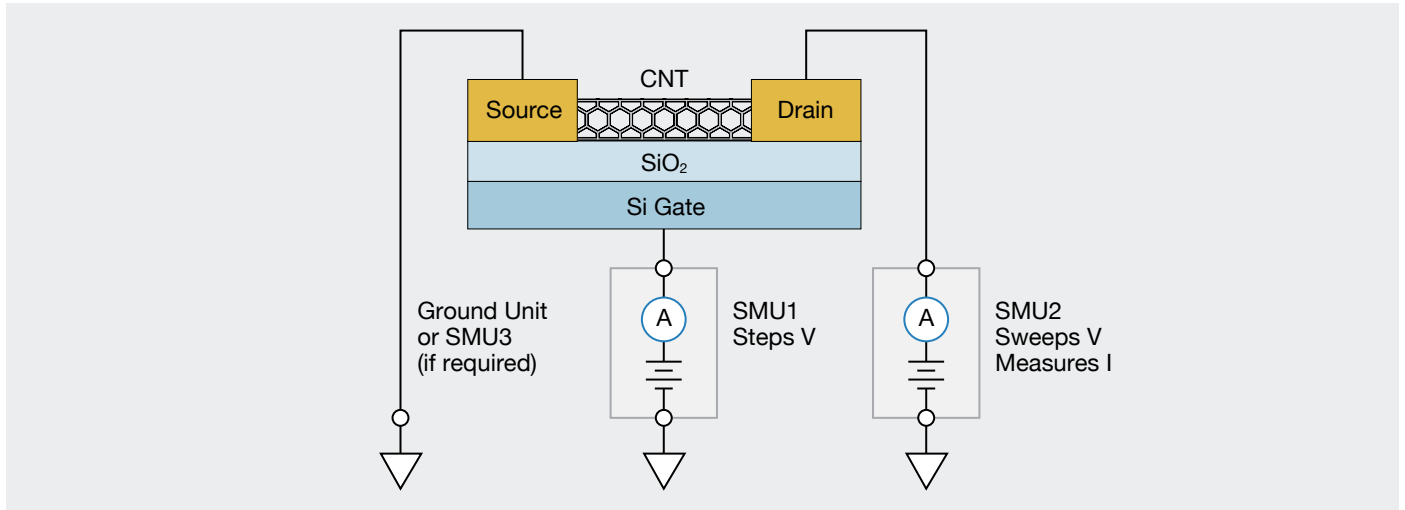 CNT
Source
Drain
SiO₂
Si Gate
Ground Unit
or SMU3
(if required)
A
SMU1
Steps V
A
SMU2
Sweeps V
Measures I